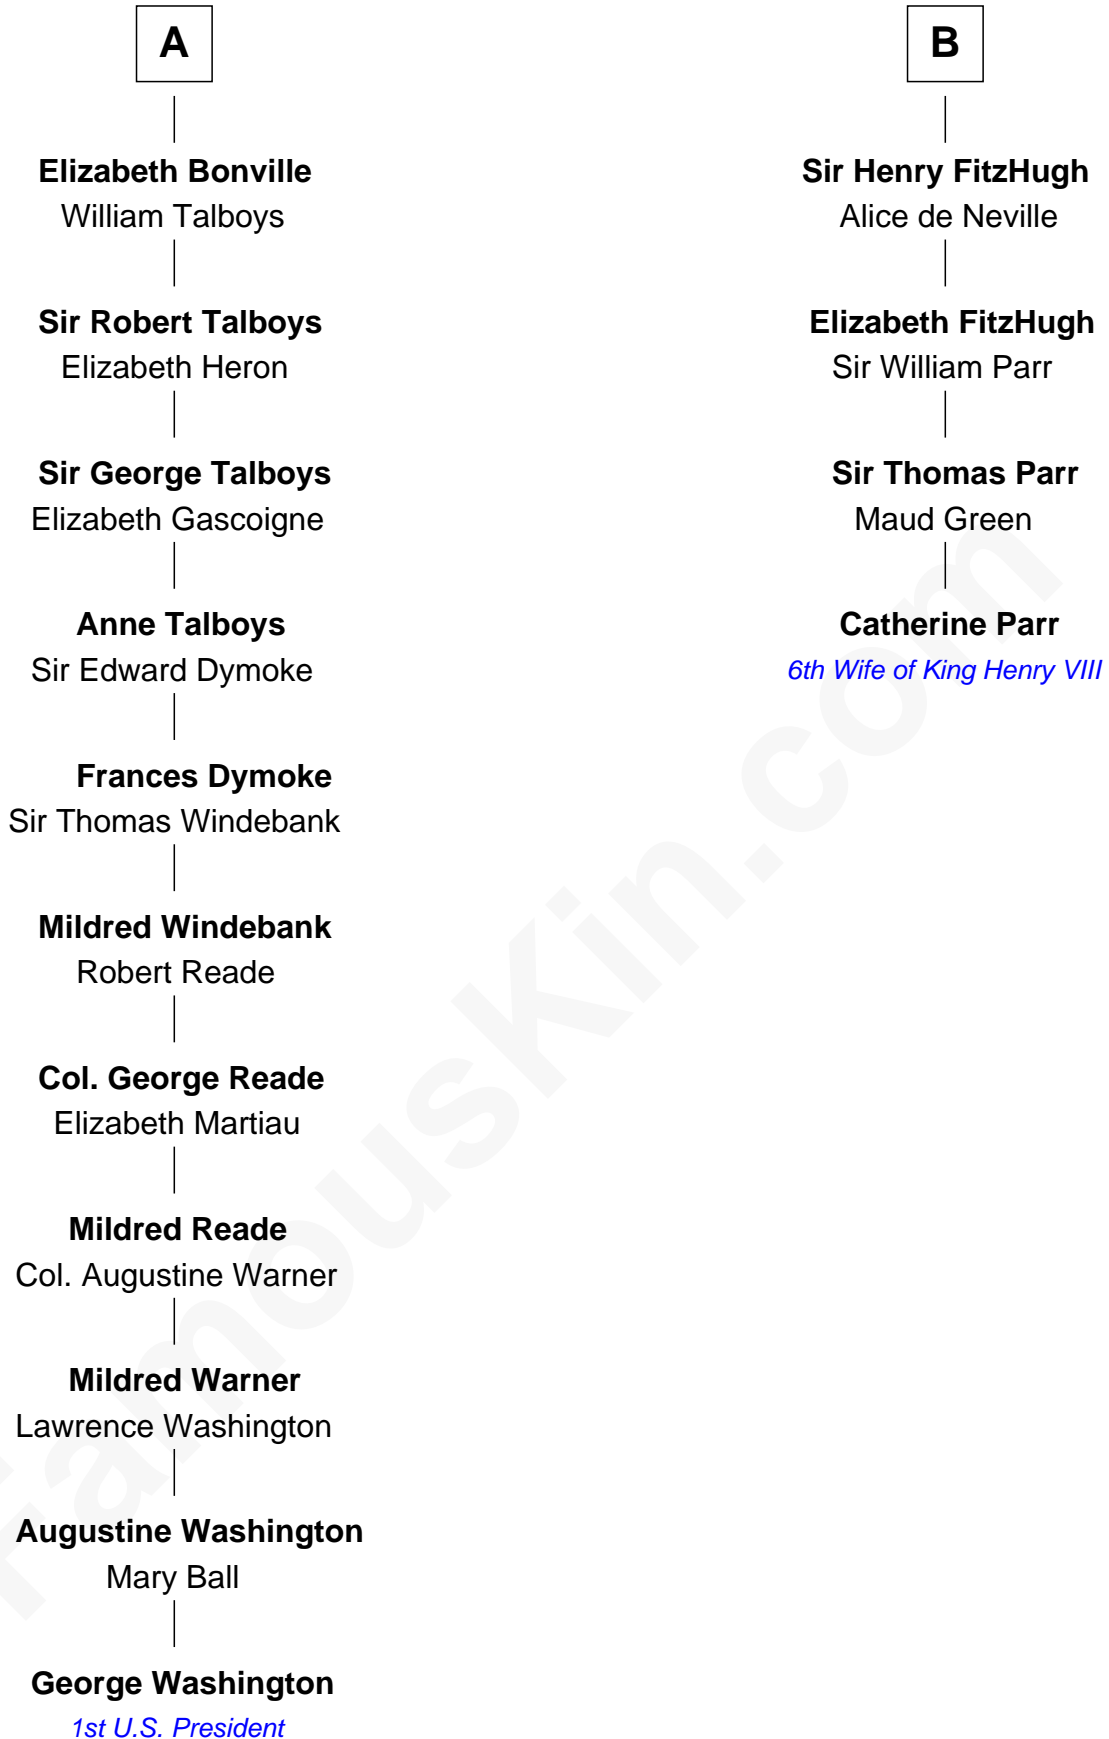 A
Elizabeth Bonville
William Talboys
Sir Robert Talboys
Elizabeth Heron
Sir George Talboys
Elizabeth Gascoigne
Anne Talboys
Sir Edward Dymoke
Frances Dymoke
Sir Thomas Windebank
Mildred Windebank
Robert Reade
Col. George Reade
Elizabeth Martiau
Mildred Reade
Col. Augustine Warner
Mildred Warner
Lawrence Washington
Augustine Washington
Mary Ball
George Washington
1st U.S. President
B
Sir Henry FitzHugh
Alice de Neville
Elizabeth FitzHugh
Sir William Parr
Sir Thomas Parr
Maud Green
Catherine Parr
6th Wife of King Henry VIII
FamousKin.com